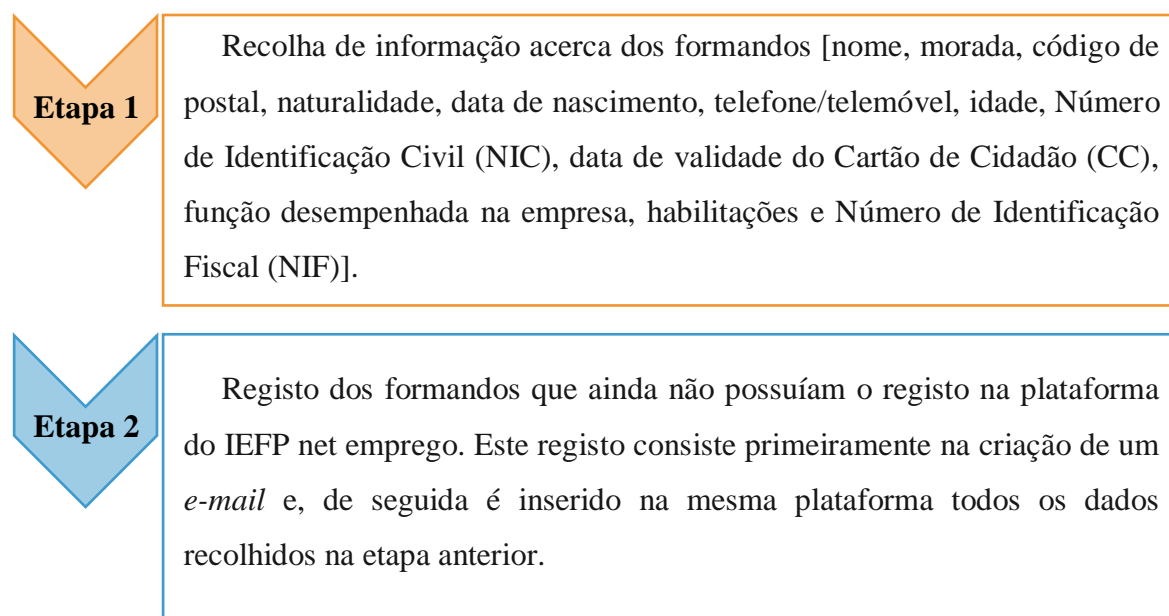 Etapa 1
Recolha de informação acerca dos formandos [nome, morada, código de
postal, naturalidade, data de nascimento, telefone/telemóvel, idade, Número
de Identificação Civil (NIC), data de validade do Cartão de Cidadão (CC),
função desempenhada na empresa, habilitações e Número de Identificação
Fiscal (NIF)].
Etapa 2
Registo dos formandos que ainda não possuíam o registo na plataforma
do IEFP net emprego. Este registo consiste primeiramente na criação de um
e-mail e, de seguida é inserido na mesma plataforma todos os dados
recolhidos na etapa anterior.